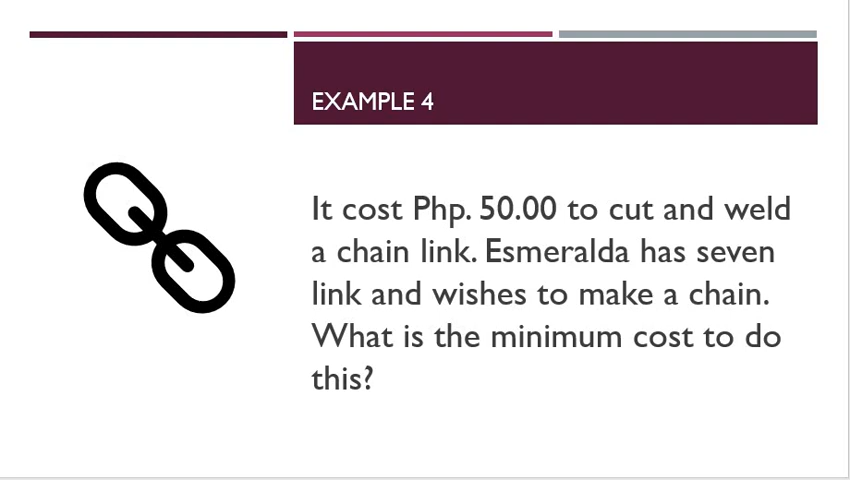 EXAMPLE 4
It cost Php. 50.00 to cut and weld
a chain link. Esmeralda has seven
link and wishes to make a chain.
What is the minimum cost to do
this?